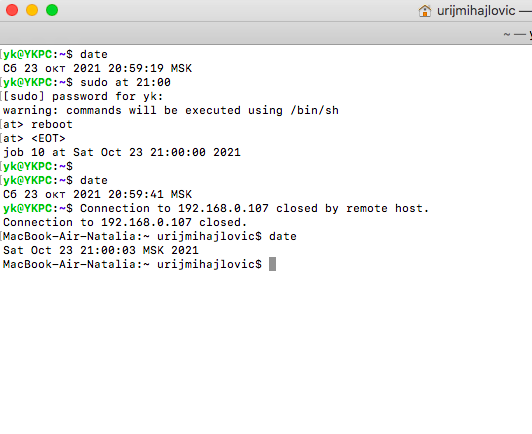 urijmihajlovic —
~ — y
[yk@YKPC:~$ date
Сб 23 окт 2021 20:59:19 MSK
[yk@YKPC:~$ sudo at 21:00
[[sudo] password for yk:
warning: commands will be executed using /bin/sh
[at> reboot
[at> <EOT>
job 10 at Sat Oct 23 21:00:00 2021
[yk@YKPC:~$
[yk@YKPC:~$ date
Сб 23 окт 2021 20:59:41 MSK
yk@YKPC:~$ Connection to 192.168.0.107 closed by remote host.
Connection to 192.168.0.107 closed.
[MacBook-Air-Natalia:~ urijmihajlovic$ date
Sat Oct 23 21:00:03 MSK 2021
MacBook-Air-Natalia:~ urijmihajlovic$